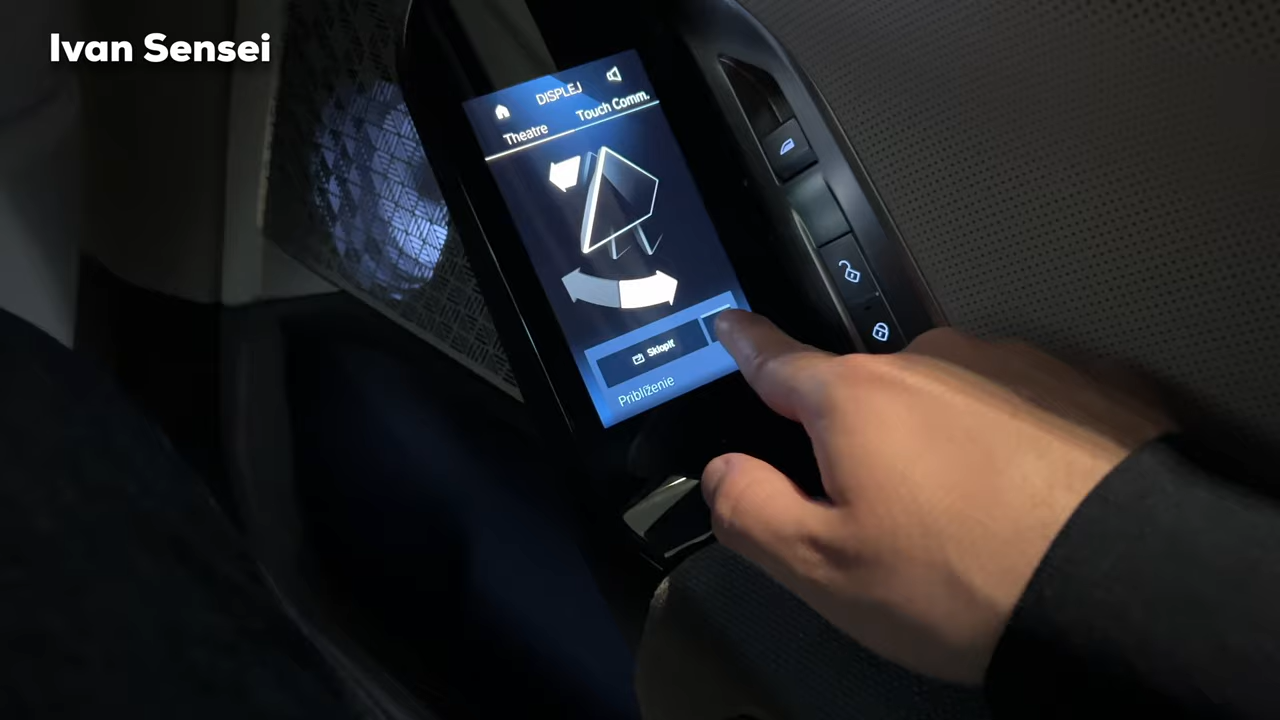 Ivan Sensei
DISPLEJ
Theatre
Touch Comm.
Sklopiť
Priblíženie